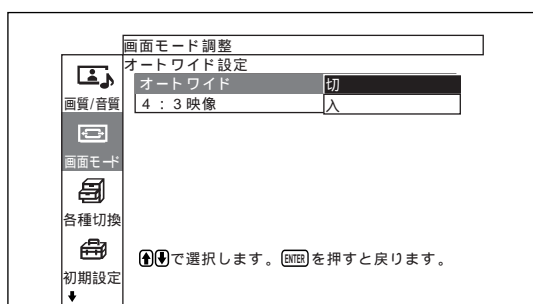 画面モード調整
オートワイド設定
オートワイド 切
4：3映像 入
画質/音質
画面モード
各種切換
初期設定
⬆⬇で選択します。ENTERを押すと戻ります。